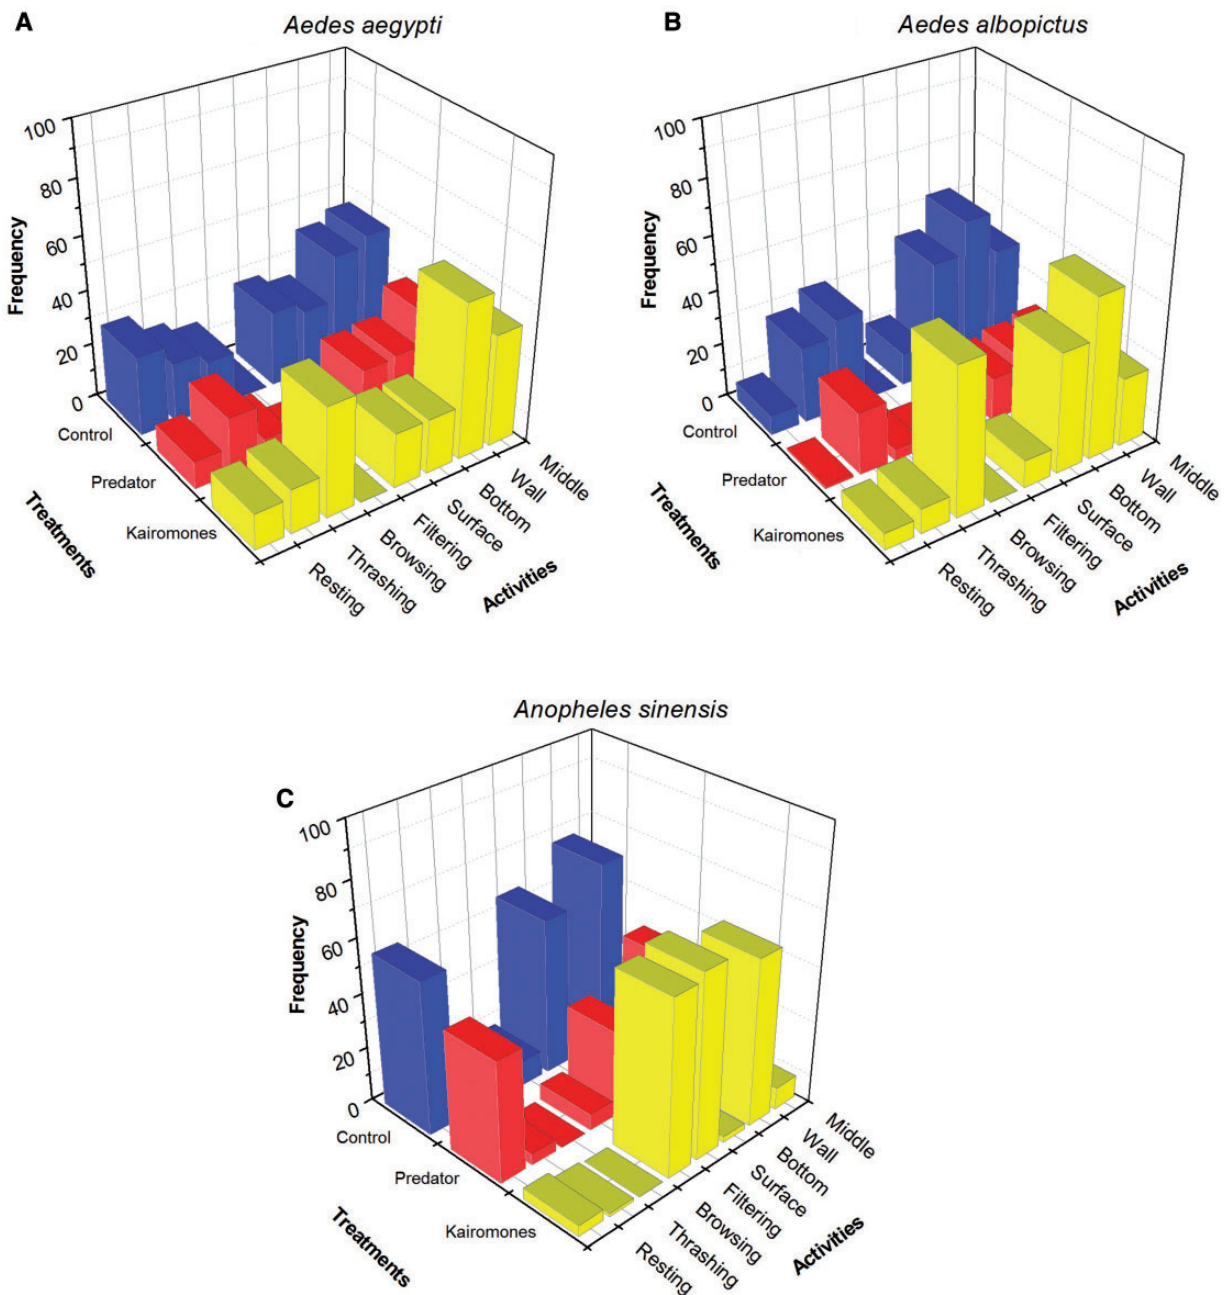 A
Aedes aegypti
100
80
60
40
20
0
Frequency
Control
Predator
Kairomones
Treatments
Resting
Thrashing
Browsing
Filtering
Surface
Bottom
Wall
Middle
Activities
B
Aedes albopictus
100
80
60
40
20
0
Frequency
Control
Predator
Kairomones
Treatments
Resting
Thrashing
Browsing
Filtering
Surface
Bottom
Wall
Middle
Activities
C
Anopheles sinensis
100
80
60
40
20
0
Frequency
Control
Predator
Kairomones
Treatments
Resting
Thrashing
Browsing
Filtering
Surface
Bottom
Wall
Middle
Activities